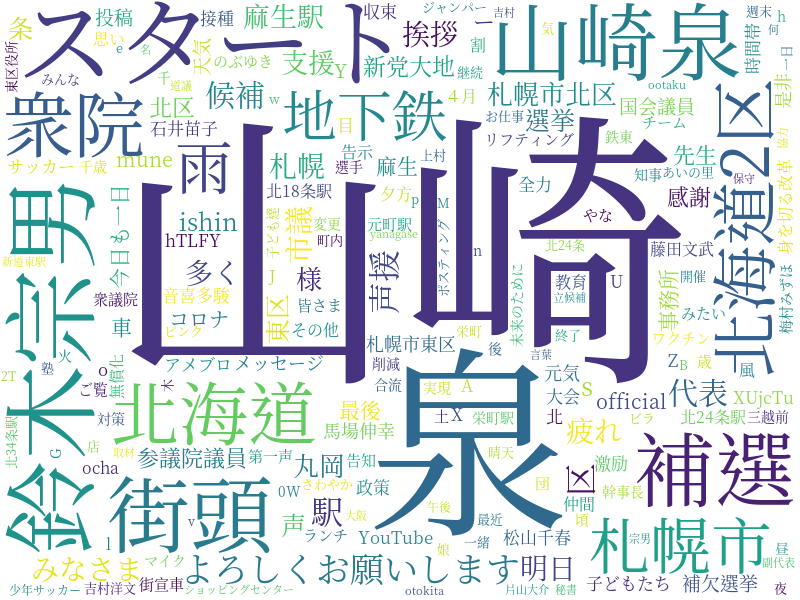 東区役所
投稿
接種
麻生駅
収束
ジャンパー
吉村
気
週末
何
h
条
スタート
挨拶
ー
割
山崎泉
時間帯
一日
みんな
e
名
思い
天気
のぶゆき
支援
Y
新党大地
継続
ootaku
是非
道議
千
w
衆院
北区
候補
地下鉄
4月
札幌市北区
国会議員
チーム
北海道2区
協力
石井苗子
目
お仕事
選挙
リフティング
鉄東
先生
保守
サッカー
千歳
mune
雨
札幌
告示
麻生
上村
選手
知事
あいの里
身を切る改革
男
北18条駅
夕方
p
全力
感謝
鈴木宗男
今日も一日
ishin
市議
子ども達
変更
町内
声援
元町駅
M
yanagase
ポスティング
やな
hTLFY
n
北24条
藤田文武
新道東駅
多く
様
J
教育
U
立候補
開催
衆議院
音喜多駿
東区
皆さま
山崎
未来のために
事務所
みたい
梅村みずほ
コロナ
ピンク
その他
栄町
終了
ワクチン
車
札幌市東区
後
言葉
Z
B
歳
2T
塾
火
o
無償化
アメブロ
メッセージ
削減
合流
実現
A
元気
大会
S
風
ご覧
木
北海道
最後
泉
official
代表
XUjcTu
対策
馬場伸幸
土
X
栄町駅
疲れ
ビラ
北
北24条駅
三越前
北34条駅
G
店
ocha
参議院議員
第一声
告知
丸岡
晴天
区
激励
補選
取材
街頭
0W
さわやか
政策
駅
団
仲間
幹事長
l
v
大阪
声
ランチ
YouTube
午後
最近
頃
松山千春
札幌市
宗男
昼
みなさま
マイク
よろしくお願いします
娘
一緒
明日
副代表
少年サッカー
吉村洋文
街宣車
ショッピングセンター
otokita
片山大介
秘書
子どもたち
補欠選挙
夜